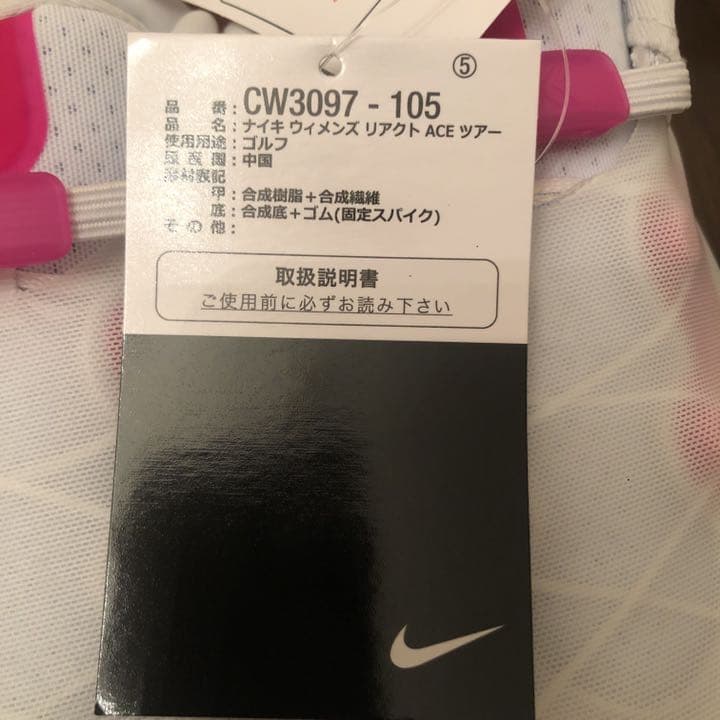 ⑤
品番：CW3097 - 105
品名：ナイキ ウィメンズ リアクト ACE ツアー
使用用途：ゴルフ
原産国：中国
素材表記
甲：合成樹脂＋合成繊維
底：合成底＋ゴム(固定スパイク)
その他：
取扱説明書
ご使用前に必ずお読み下さい